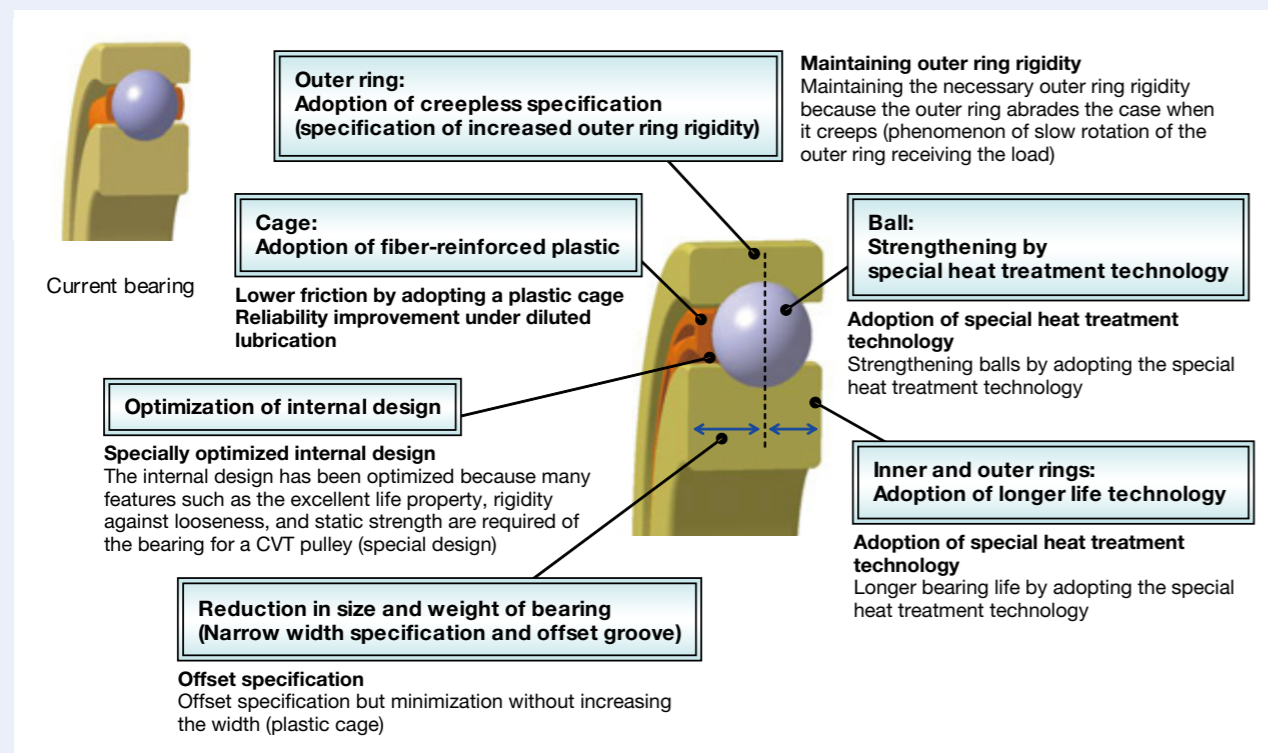 Outer ring:
Adoption of creepless specification
(specification of increased outer ring rigidity)
Maintaining outer ring rigidity
Maintaining the necessary outer ring rigidity
because the outer ring abrades the case when
it creeps (phenomenon of slow rotation of the
outer ring receiving the load)
Current bearing
Cage:
Adoption of fiber-reinforced plastic
Lower friction by adopting a plastic cage
Reliability improvement under diluted
lubrication
Ball:
Strengthening by
special heat treatment technology
Adoption of special heat treatment
technology
Strengthening balls by adopting the special
heat treatment technology
Optimization of internal design
Specially optimized internal design
The internal design has been optimized because many
features such as the excellent life property, rigidity
against looseness, and static strength are required of
the bearing for a CVT pulley (special design)
Inner and outer rings:
Adoption of longer life technology
Adoption of special heat treatment
technology
Longer bearing life by adopting the special
heat treatment technology
Reduction in size and weight of bearing
(Narrow width specification and offset groove)
Offset specification
Offset specification but minimization without increasing
the width (plastic cage)